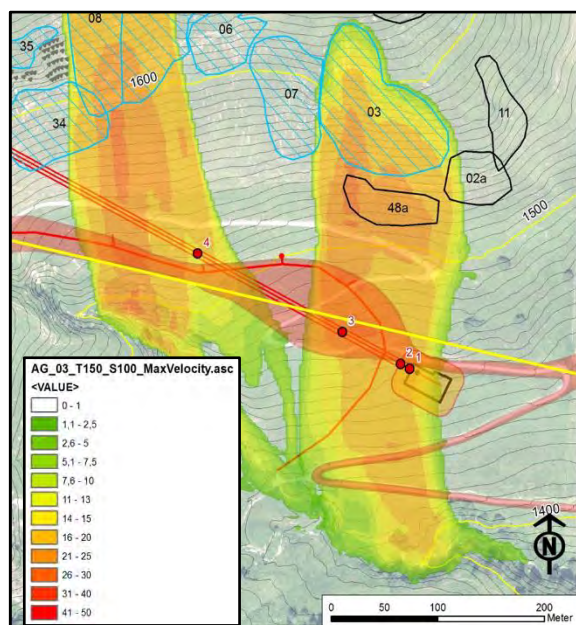 08
06
35
1600
07
03
11
34
02a
48a
1500
4
3
2
1
AG_03_T150_S100_MaxVelocity.asc
<VALUE>
0 - 1
1,1 - 2,5
2,6 - 5
5,1 - 7,5
7,6 - 10
11 - 13
14 - 15
16 - 20
21 - 25
26 - 30
31 - 40
41 - 50
1400
N
0 50 100 200
Meter